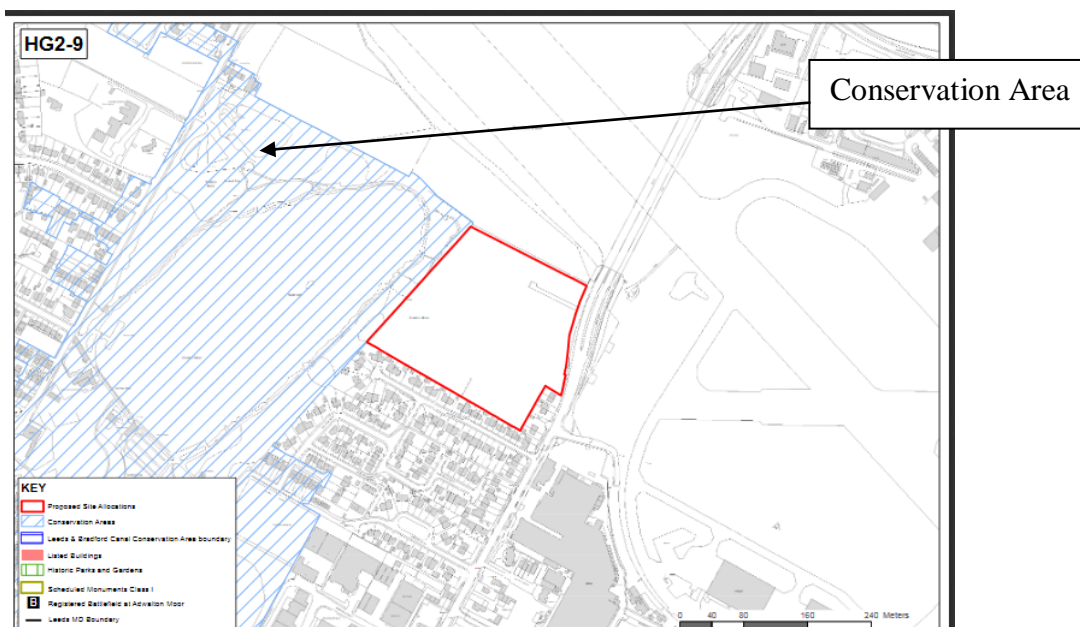 HG2-9
Conservation Area
KEY
Proposed Site Allocations
Conservation Areas
Leeds & Bradford Canal Conservation Area boundary
Listed Buildings
Historic Parks and Gardens
Scheduled Monuments Class I
B Registered Battlefield at Adwalton Moor
Leeds MD Boundary
0 40 80 160 240 Meters